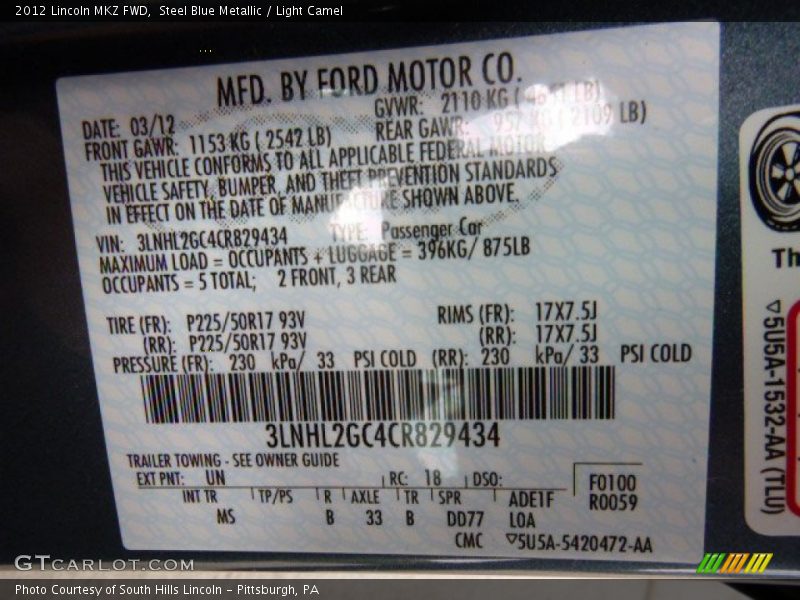 2012 Lincoln MKZ FWD, Steel Blue Metallic / Light Camel
MFD. BY FORD MOTOR CO.
DATE: 03/12 GVWR: 2110 KG ( LB)
FRONT GAWR: 1153 KG ( 2542 LB) REAR GAWR: 957 KG ( 2109 LB)
THIS VEHICLE CONFORMS TO ALL APPLICABLE FEDERAL MOTOR
VEHICLE SAFETY, BUMPER, AND THEFT PREVENTION STANDARDS
IN EFFECT ON THE DATE OF MANUFACTURE SHOWN ABOVE.
VIN: 3LNHL2GC4CR829434 TYPE: Passenger Car
MAXIMUM LOAD = OCCUPANTS + LUGGAGE = 396KG/ 875LB
OCCUPANTS = 5 TOTAL; 2 FRONT, 3 REAR
TIRE (FR): P225/50R17 93V RIMS (FR): 17X7.5J
(RR): P225/50R17 93V (RR): 17X7.5J
PRESSURE (FR): 230 kPa/ 33 PSI COLD (RR): 230 kPa/ 33 PSI COLD
3LNHL2GC4CR829434
TRAILER TOWING - SEE OWNER GUIDE
EXT PNT: UN RC: 18 DSO: F0100
INT TR TP/PS R AXLE TR SPR ADE1F R0059
MS B 33 B DD77 LOA
CMC 5U5A-5420472-AA
Th
5U5A-1532-AA (TLU)
GTCARLOT.COM
Photo Courtesy of South Hills Lincoln - Pittsburgh, PA